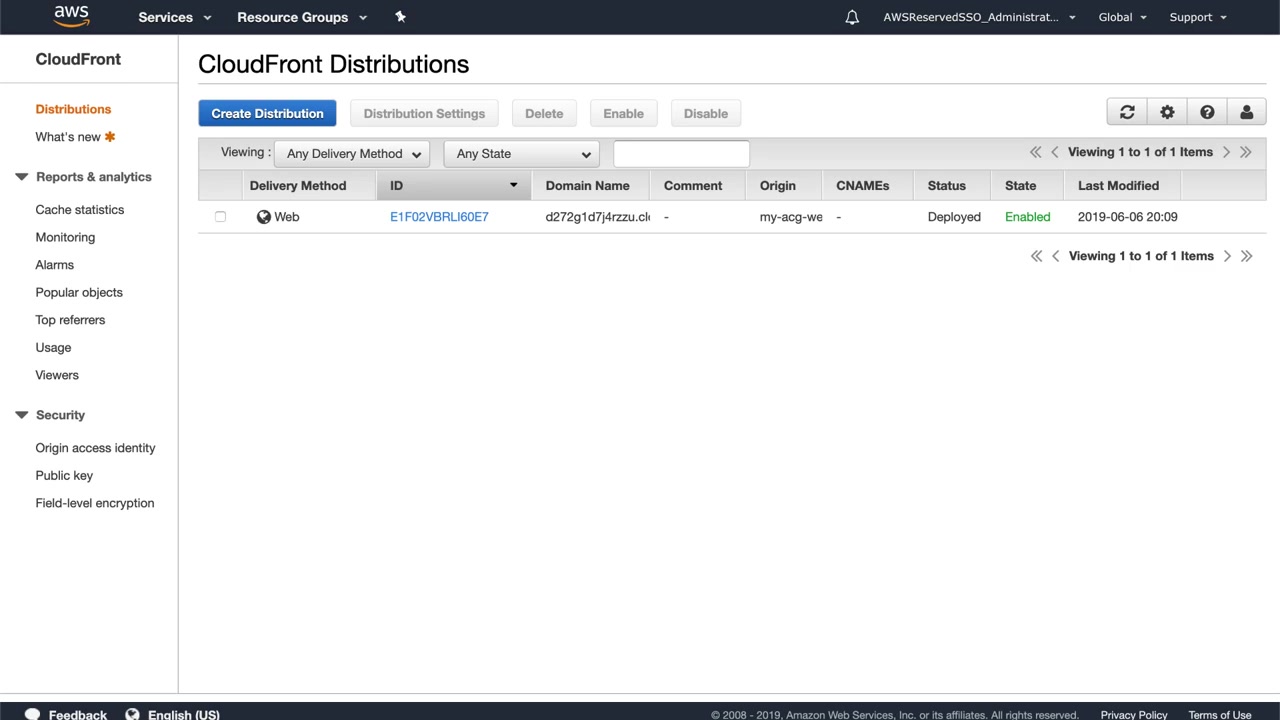 aws Services Resource Groups AWSReservedSSO_Administrat... Global Support
CloudFront
Distributions
What's new
Reports & analytics
Cache statistics
Monitoring
Alarms
Popular objects
Top referrers
Usage
Viewers
Security
Origin access identity
Public key
Field-level encryption
CloudFront Distributions
Create Distribution Distribution Settings Delete Enable Disable
Viewing : Any Delivery Method Any State Viewing 1 to 1 of 1 Items
Delivery Method ID Domain Name Comment Origin CNAMEs Status State Last Modified
Web E1F02VBRLI60E7 d272g1d7j4rzzu.cl - my-acg-we - Deployed Enabled 2019-06-06 20:09
Viewing 1 to 1 of 1 Items
Feedback English (US) © 2008 - 2019, Amazon Web Services, Inc. or its affiliates. All rights reserved. Privacy Policy Terms of Use